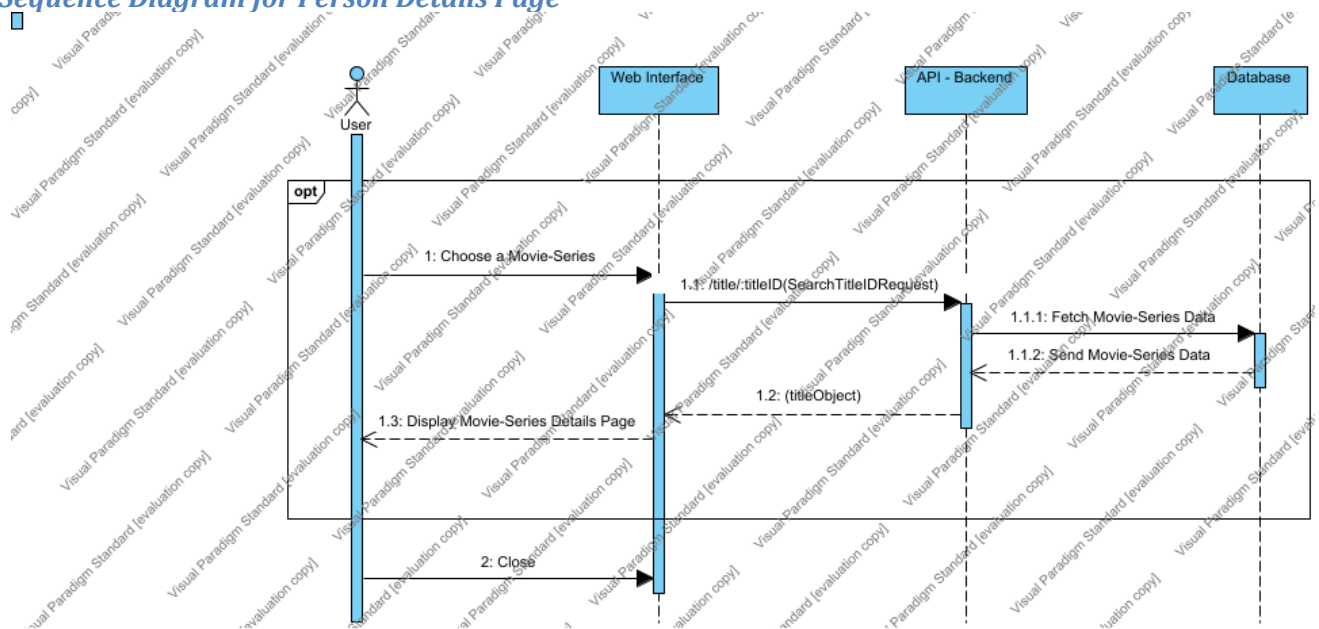 Sequence Diagram for Person Details Page
Web Interface
API - Backend
Database
User
opt
1: Choose a Movie-Series
1.1: /title/:titleID(SearchTitleIDRequest)
1.1.1: Fetch Movie-Series Data
1.1.2: Send Movie-Series Data
1.2: (titleObject)
1.3: Display Movie-Series Details Page
2: Close
Visual Paradigm Standard [evaluation copy]